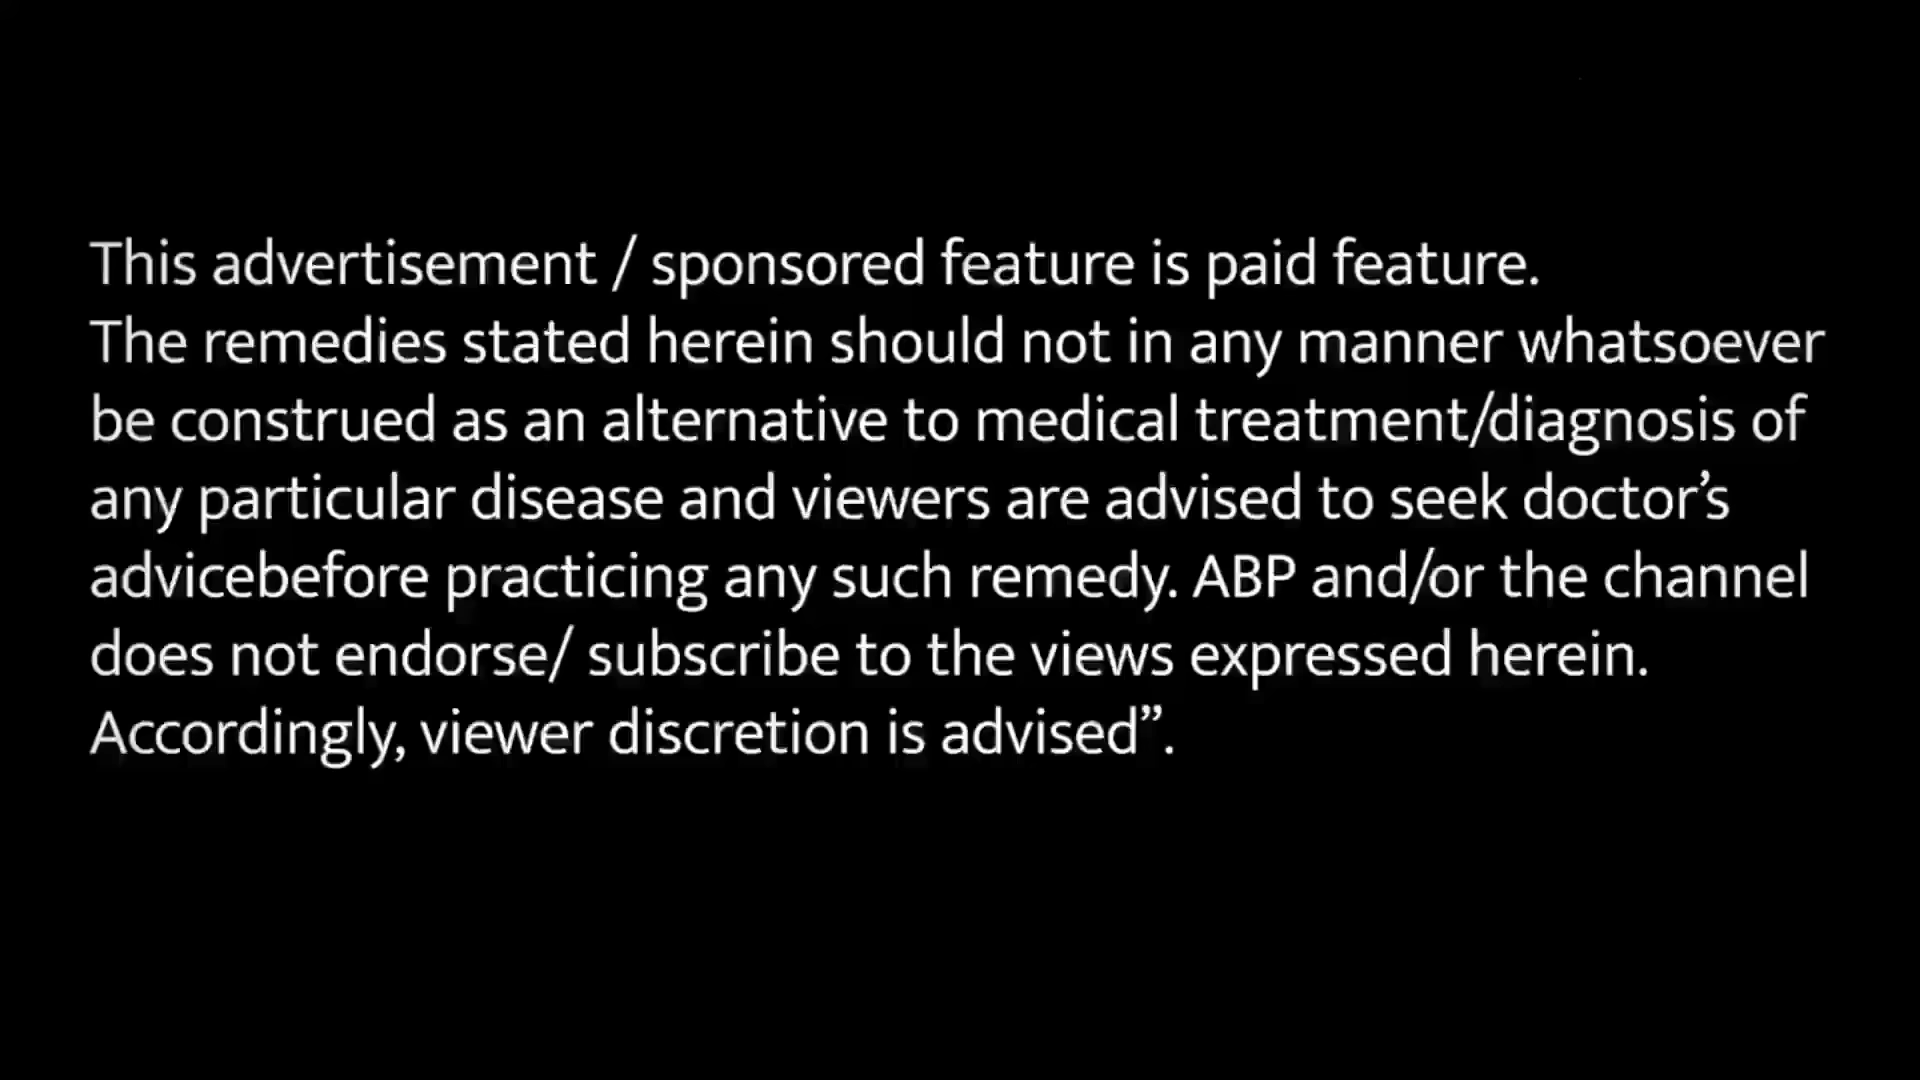 This advertisement / sponsored feature is paid feature.
The remedies stated herein should not in any manner whatsoever
be construed as an alternative to medical treatment/diagnosis of
any particular disease and viewers are advised to seek doctor’s
advicebefore practicing any such remedy. ABP and/or the channel
does not endorse/ subscribe to the views expressed herein.
Accordingly, viewer discretion is advised”.